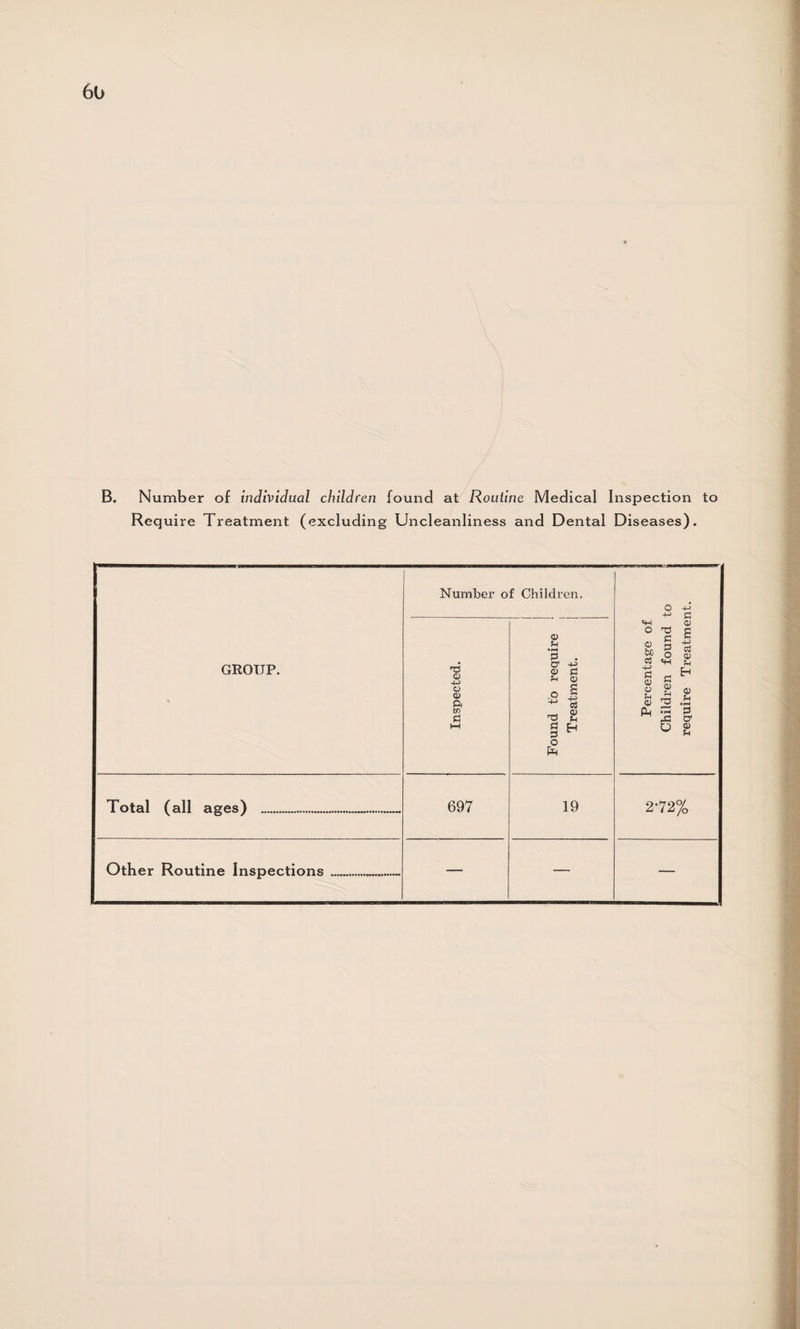 60
B. Number of individual children found at Routine Medical Inspection to
Require Treatment (excluding Uncleanliness and Dental Diseases).
GROUP.
Number of Children.
Inspected.
Found to require
Treatment.
Percentage of
Children found to
require Treatment.
Total (all ages) ........ 697 19 2·72%
Other Routine Inspections ........ — — —